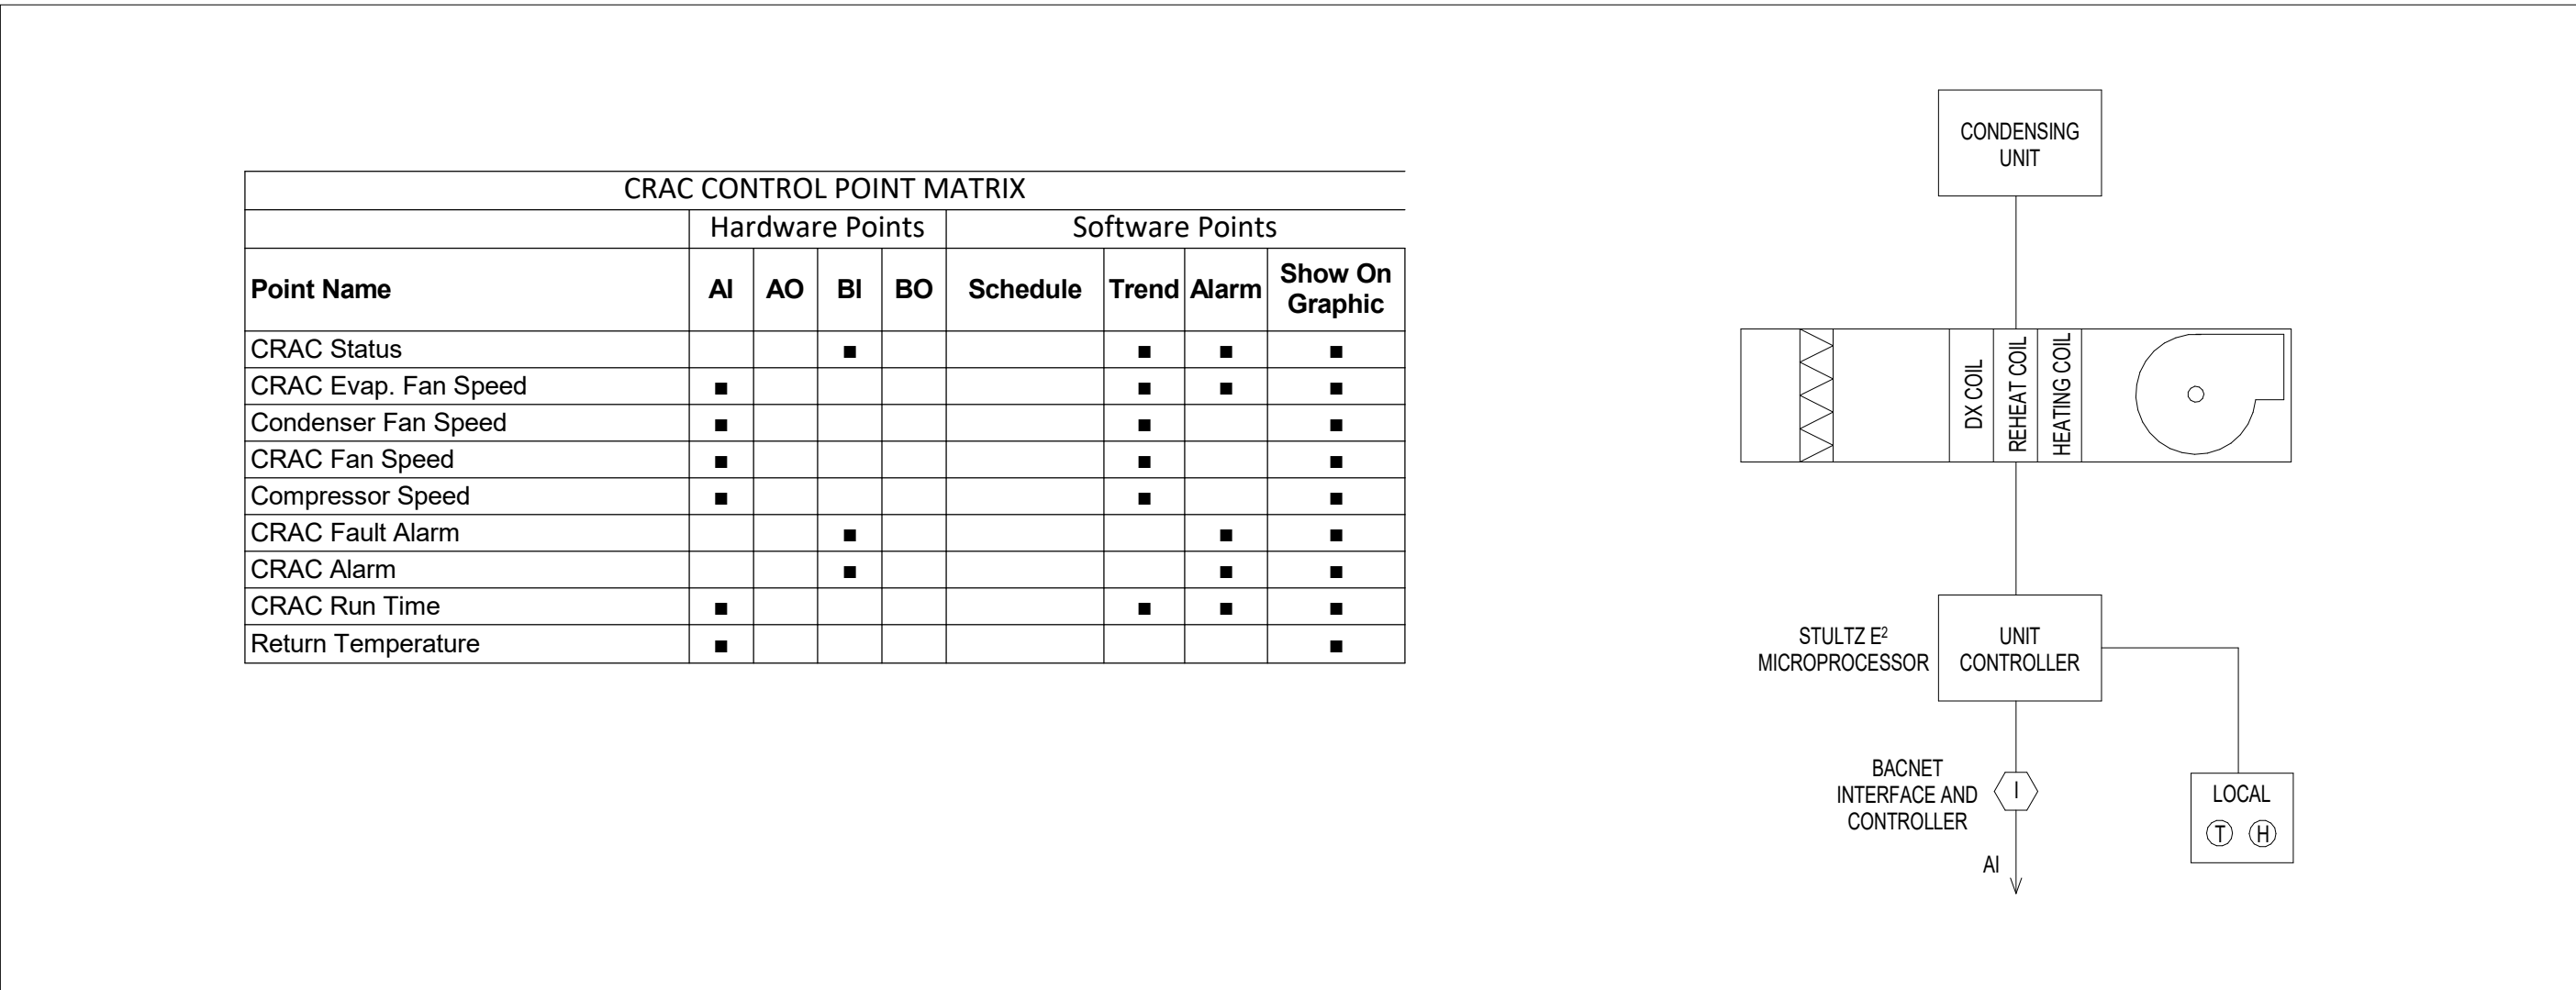 CRAC CONTROL POINT MATRIX
Hardware Points Software Points
Point Name AI AO BI BO Schedule Trend Alarm Show On Graphic
CRAC Status ■ ■ ■ ■
CRAC Evap. Fan Speed ■ ■ ■ ■
Condenser Fan Speed ■ ■ ■
CRAC Fan Speed ■ ■ ■
Compressor Speed ■ ■ ■
CRAC Fault Alarm ■ ■ ■
CRAC Alarm ■ ■ ■
CRAC Run Time ■ ■ ■ ■
Return Temperature ■ ■
CONDENSING
UNIT
DX COIL
REHEAT COIL
HEATING COIL
STULTZ E²
MICROPROCESSOR
UNIT
CONTROLLER
BACNET
INTERFACE AND
CONTROLLER
I
AI
LOCAL
T H